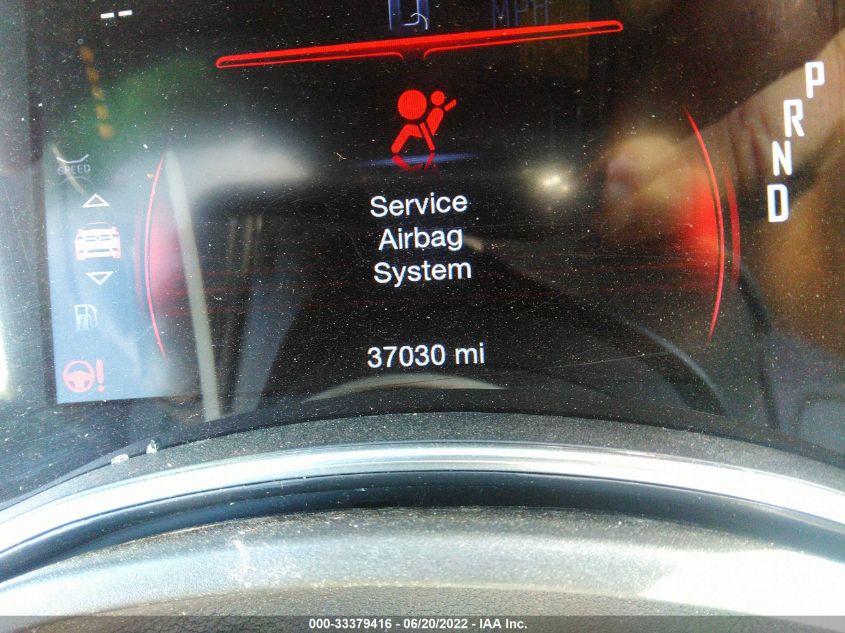 --
MPH
P
R
N
D
SPEED
Service
Airbag
System
37030 mi
!
000-33379416 - 06/20/2022 - IAA Inc.